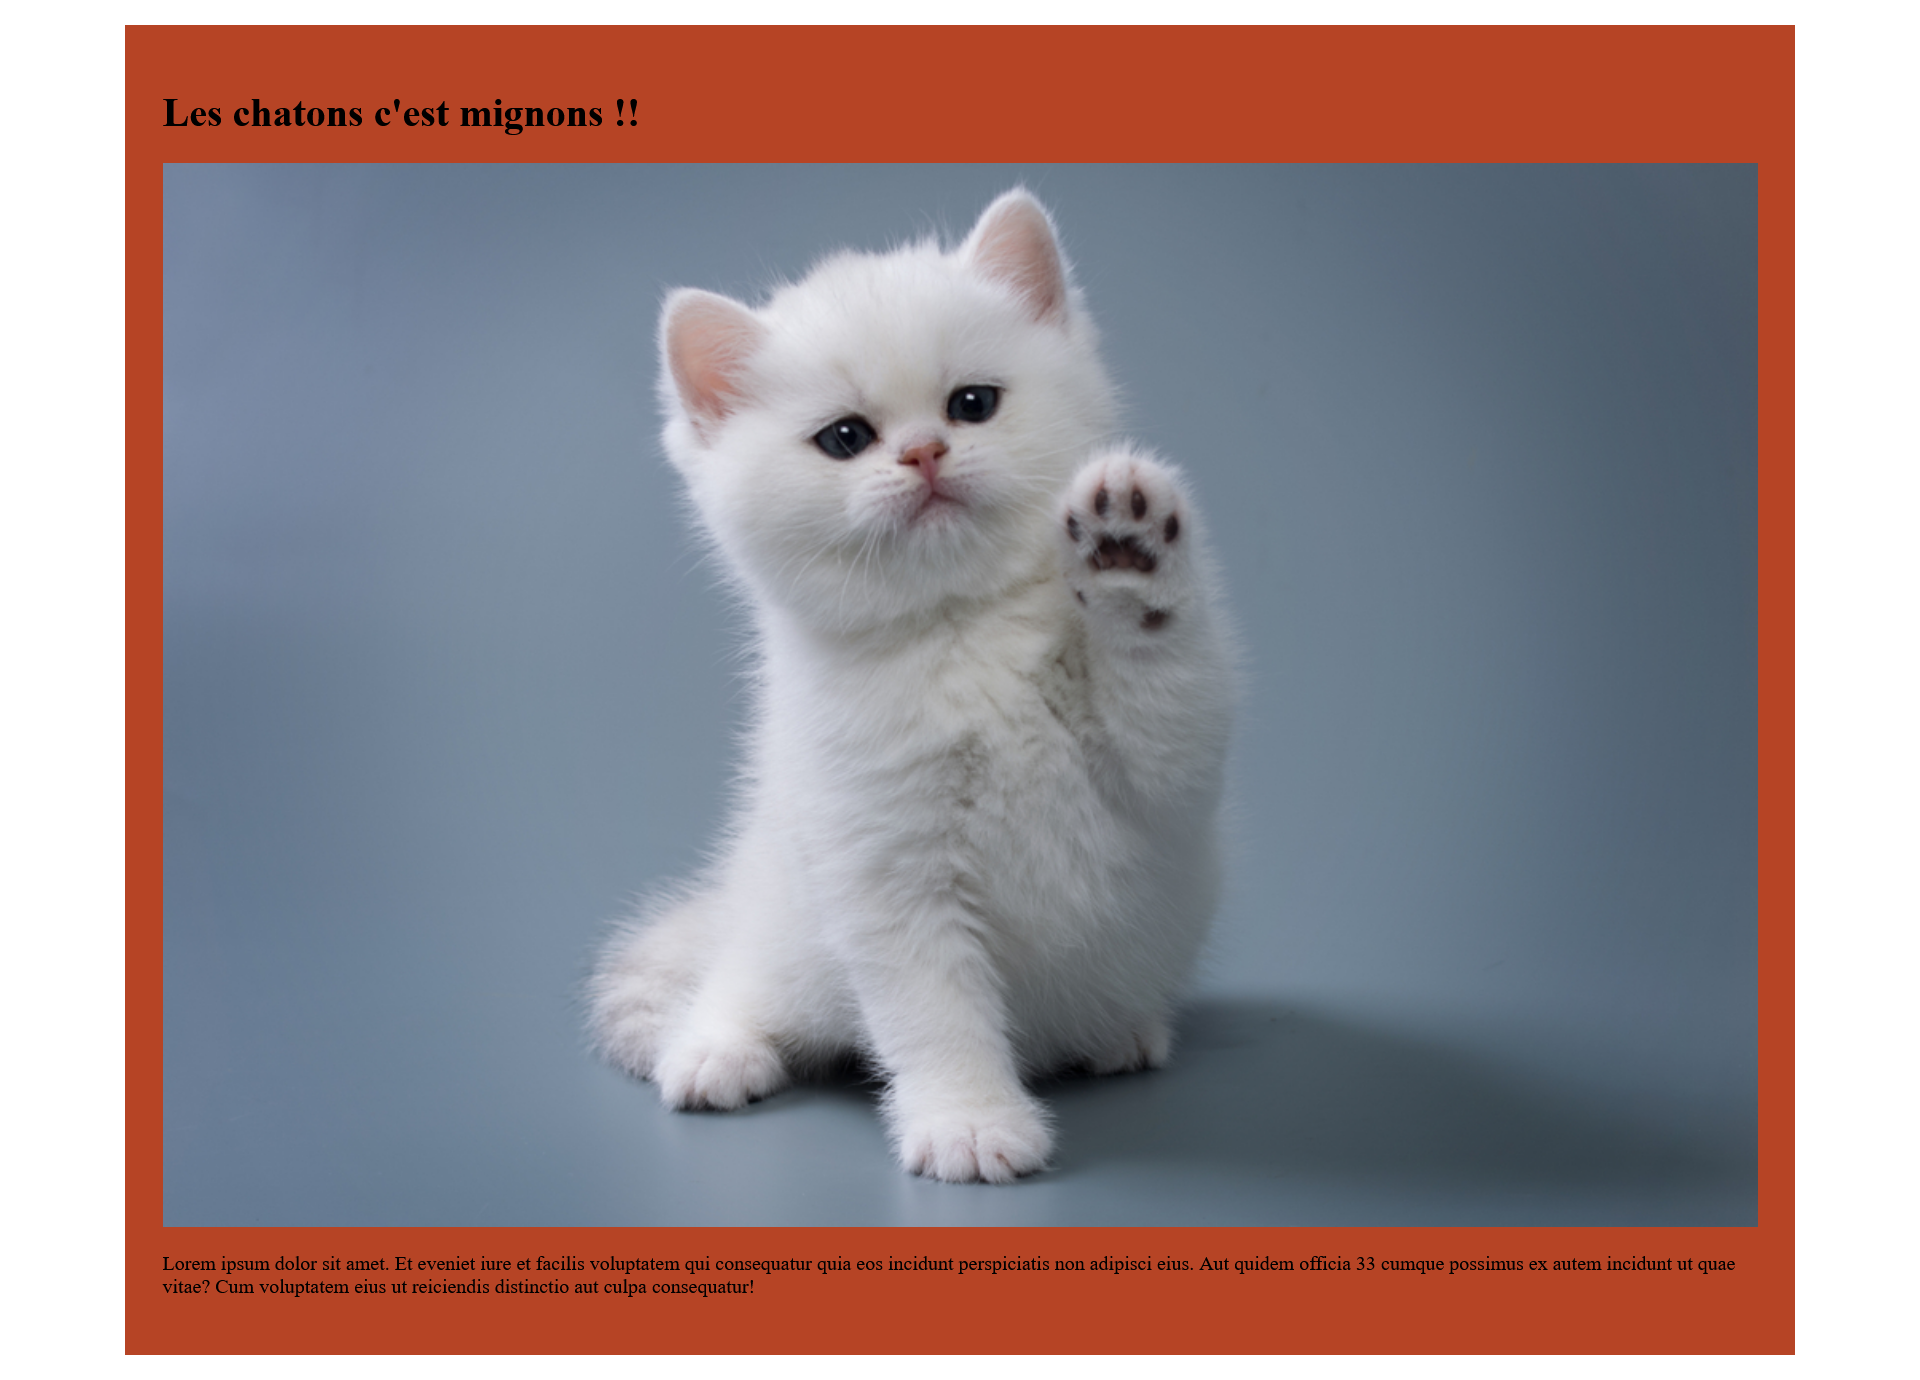 Les chatons c'est mignons !!
Lorem ipsum dolor sit amet. Et eveniet iure et facilis voluptatem qui consequatur quia eos incidunt perspiciatis non adipisci eius. Aut quidem officia 33 cumque possimus ex autem incidunt ut quae
vitae? Cum voluptatem eius ut reiciendis distinctio aut culpa consequatur!